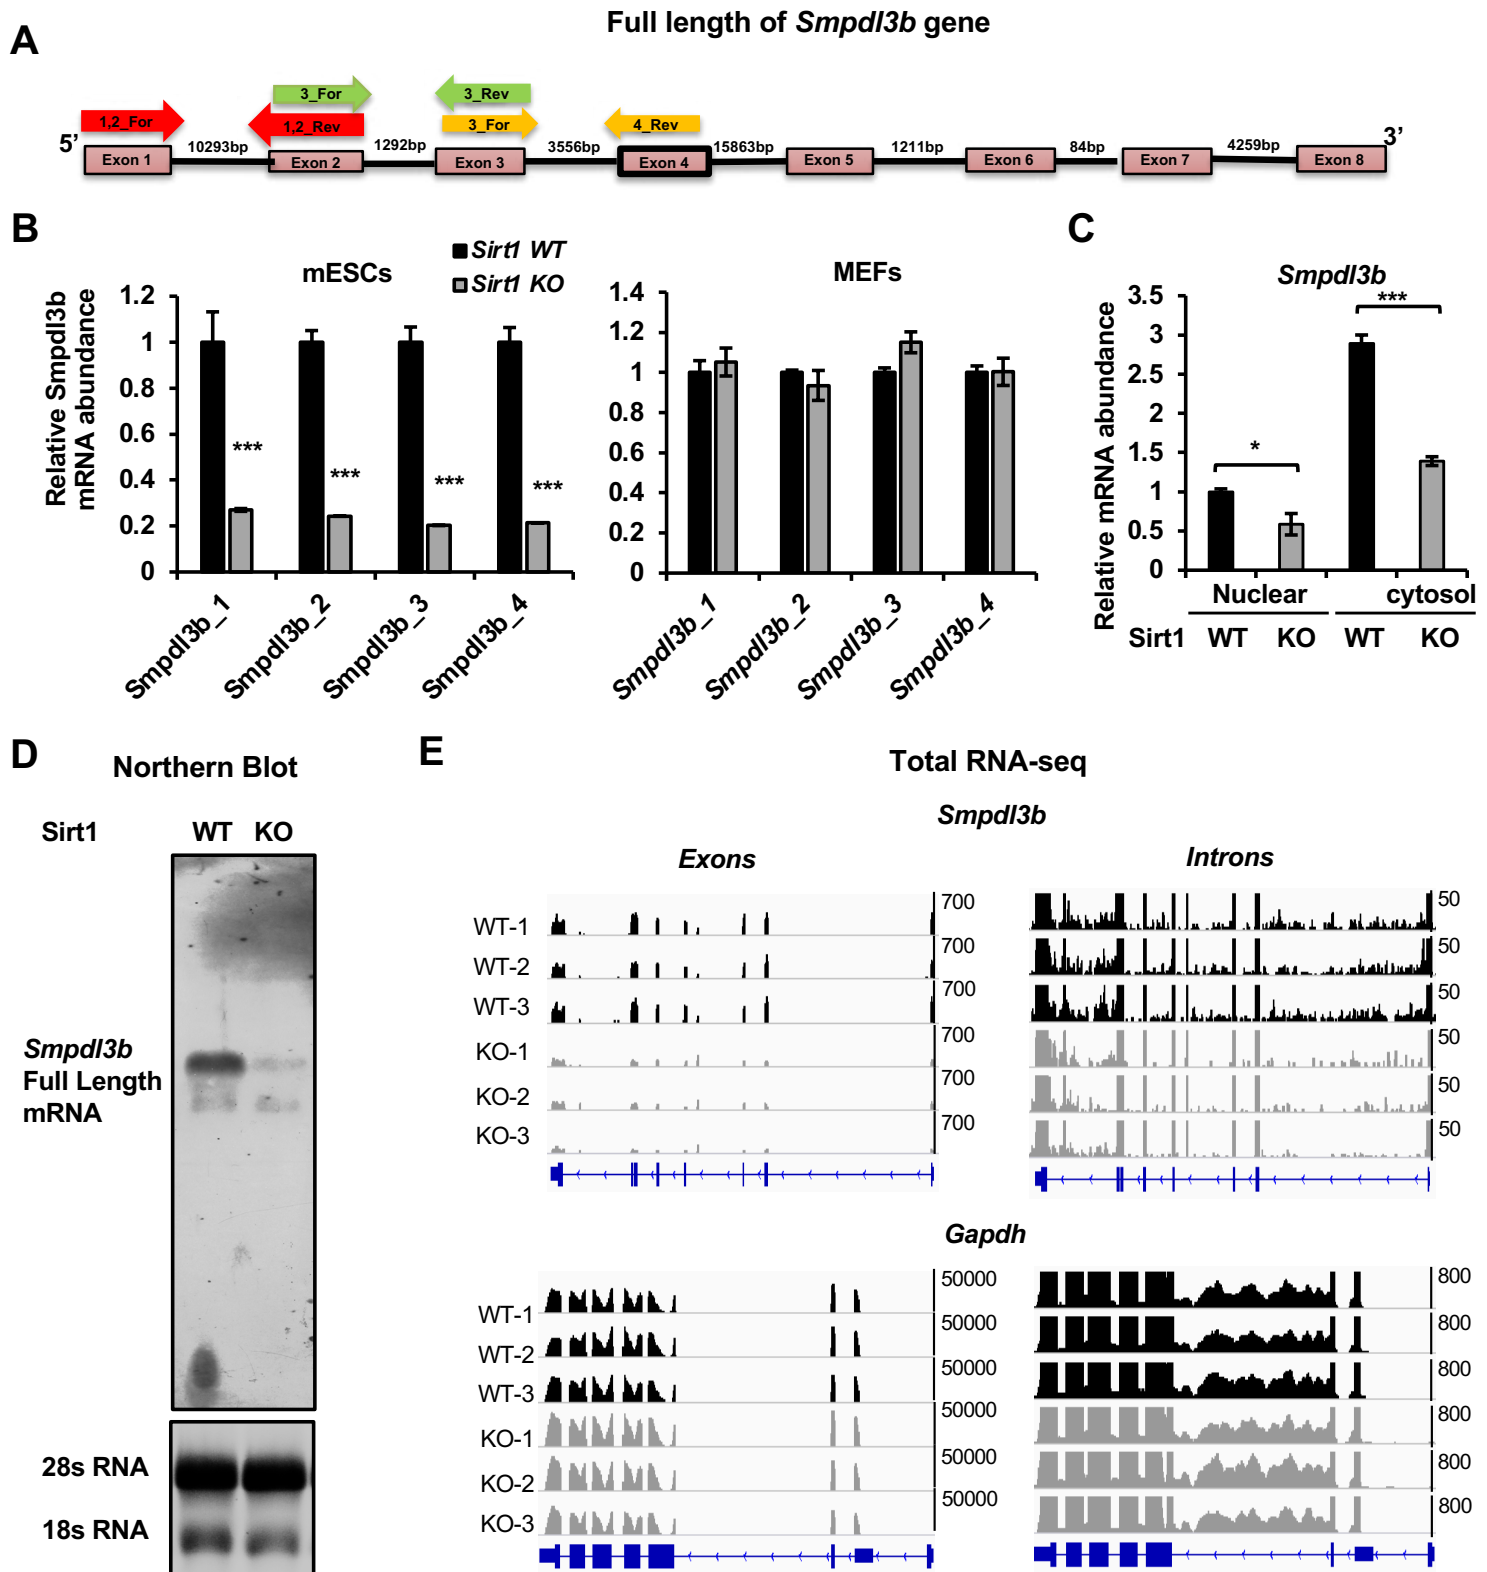 Full length of Smpdl3b gene
A
3_For
3_Rev
1,2_For
1,2_Rev
3_For
4_Rev
5’
10293bp
1292bp
3556bp
15863bp
1211bp
84bp
4259bp
3’
Exon 1
Exon 2
Exon 3
Exon 4
Exon 5
Exon 6
Exon 7
Exon 8
B
Sirt1 WT
Sirt1 KO
mESCs
Relative Smpdl3b
mRNA abundance
1.2
1
0.8
0.6
0.4
0.2
0
***
***
***
***
Smpdl3b_1
Smpdl3b_2
Smpdl3b_3
Smpdl3b_4
MEFs
1.4
1.2
1
0.8
0.6
0.4
0.2
0
Smpdl3b_1
Smpdl3b_2
Smpdl3b_3
Smpdl3b_4
C
Smpdl3b
Relative mRNA abundance
3.5
3
2.5
2
1.5
1
0.5
0
*
***
Nuclear
cytosol
Sirt1 WT KO WT KO
D
Northern Blot
Sirt1 WT KO
Smpdl3b
Full Length
mRNA
28s RNA
18s RNA
E
Total RNA-seq
Smpdl3b
Exons
WT-1 700
WT-2 700
WT-3 700
KO-1 700
KO-2 700
KO-3 700
Introns
50
50
50
50
50
50
Gapdh
WT-1 50000
WT-2 50000
WT-3 50000
KO-1 50000
KO-2 50000
KO-3 50000
800
800
800
800
800
800